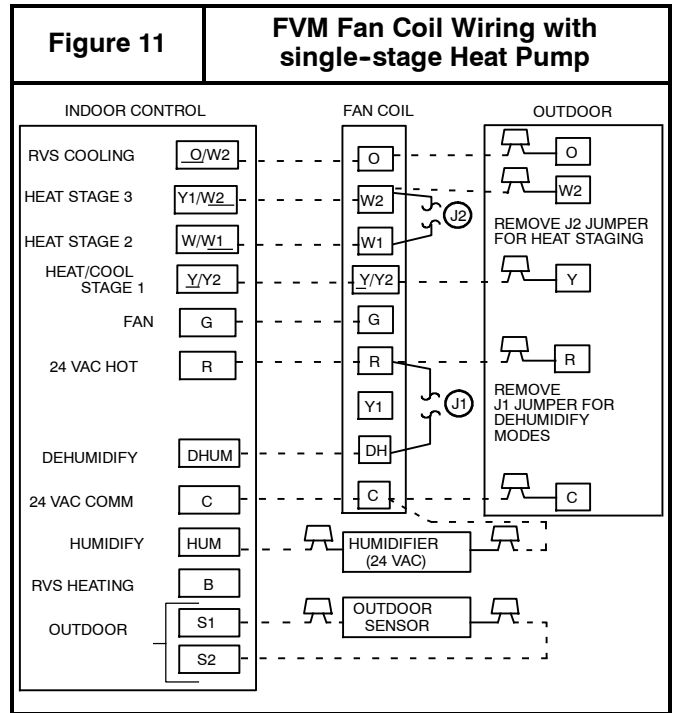 Figure 11
FVM Fan Coil Wiring with
single-stage Heat Pump
INDOOR CONTROL
FAN COIL
OUTDOOR
RVS COOLING
O/W2
O
O
HEAT STAGE 3
Y1/W2
W2
W2
J2
REMOVE J2 JUMPER
FOR HEAT STAGING
HEAT STAGE 2
W/W1
W1
HEAT/COOL
STAGE 1
Y/Y2
Y/Y2
Y
FAN
G
G
24 VAC HOT
R
R
R
Y1
J1
REMOVE
J1 JUMPER FOR
DEHUMIDIFY
MODES
DEHUMIDIFY
DHUM
DH
24 VAC COMM
C
C
C
HUMIDIFY
HUM
HUMIDIFIER
(24 VAC)
RVS HEATING
B
OUTDOOR
S1
OUTDOOR
SENSOR
S2